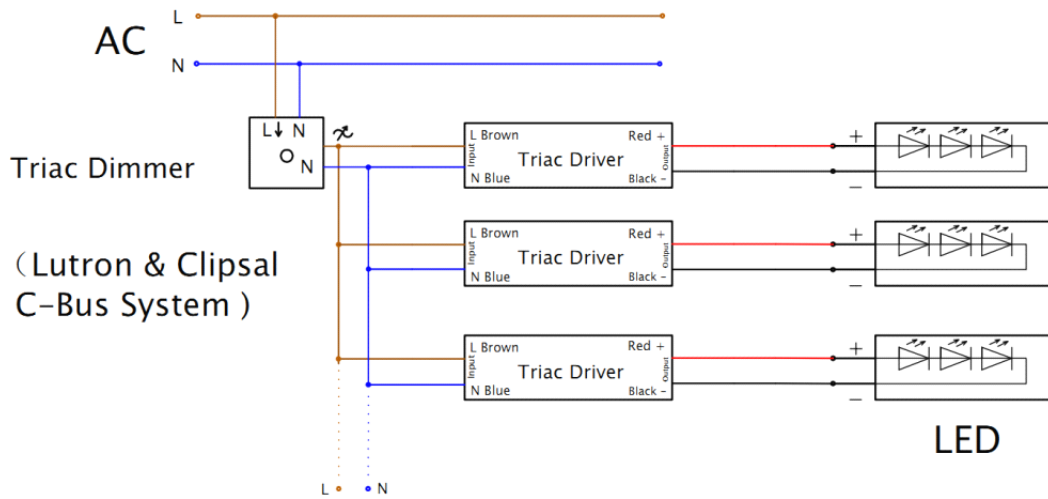 L
AC
N
L N
N
Triac Dimmer
（Lutron & Clipsal
C-Bus System )
L Brown
Input
N Blue
Triac Driver
Red +
Output
Black -
+
−
L Brown
Input
N Blue
Triac Driver
Red +
Output
Black -
+
−
L Brown
Input
N Blue
Triac Driver
Red +
Output
Black -
+
−
LED
L
N